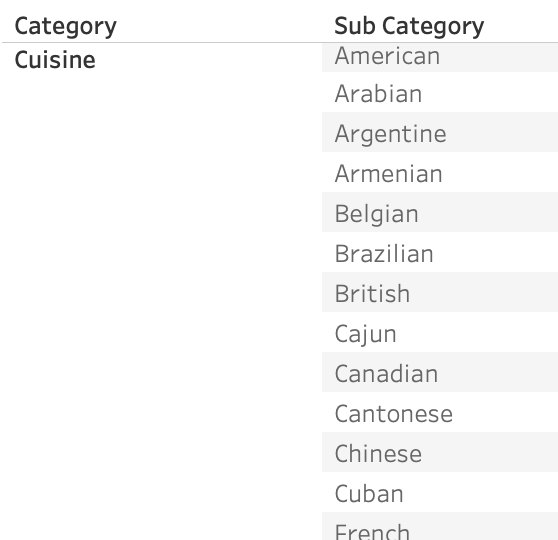 Category Sub Category
Cuisine American
Arabian
Argentine
Armenian
Belgian
Brazilian
British
Cajun
Canadian
Cantonese
Chinese
Cuban
French